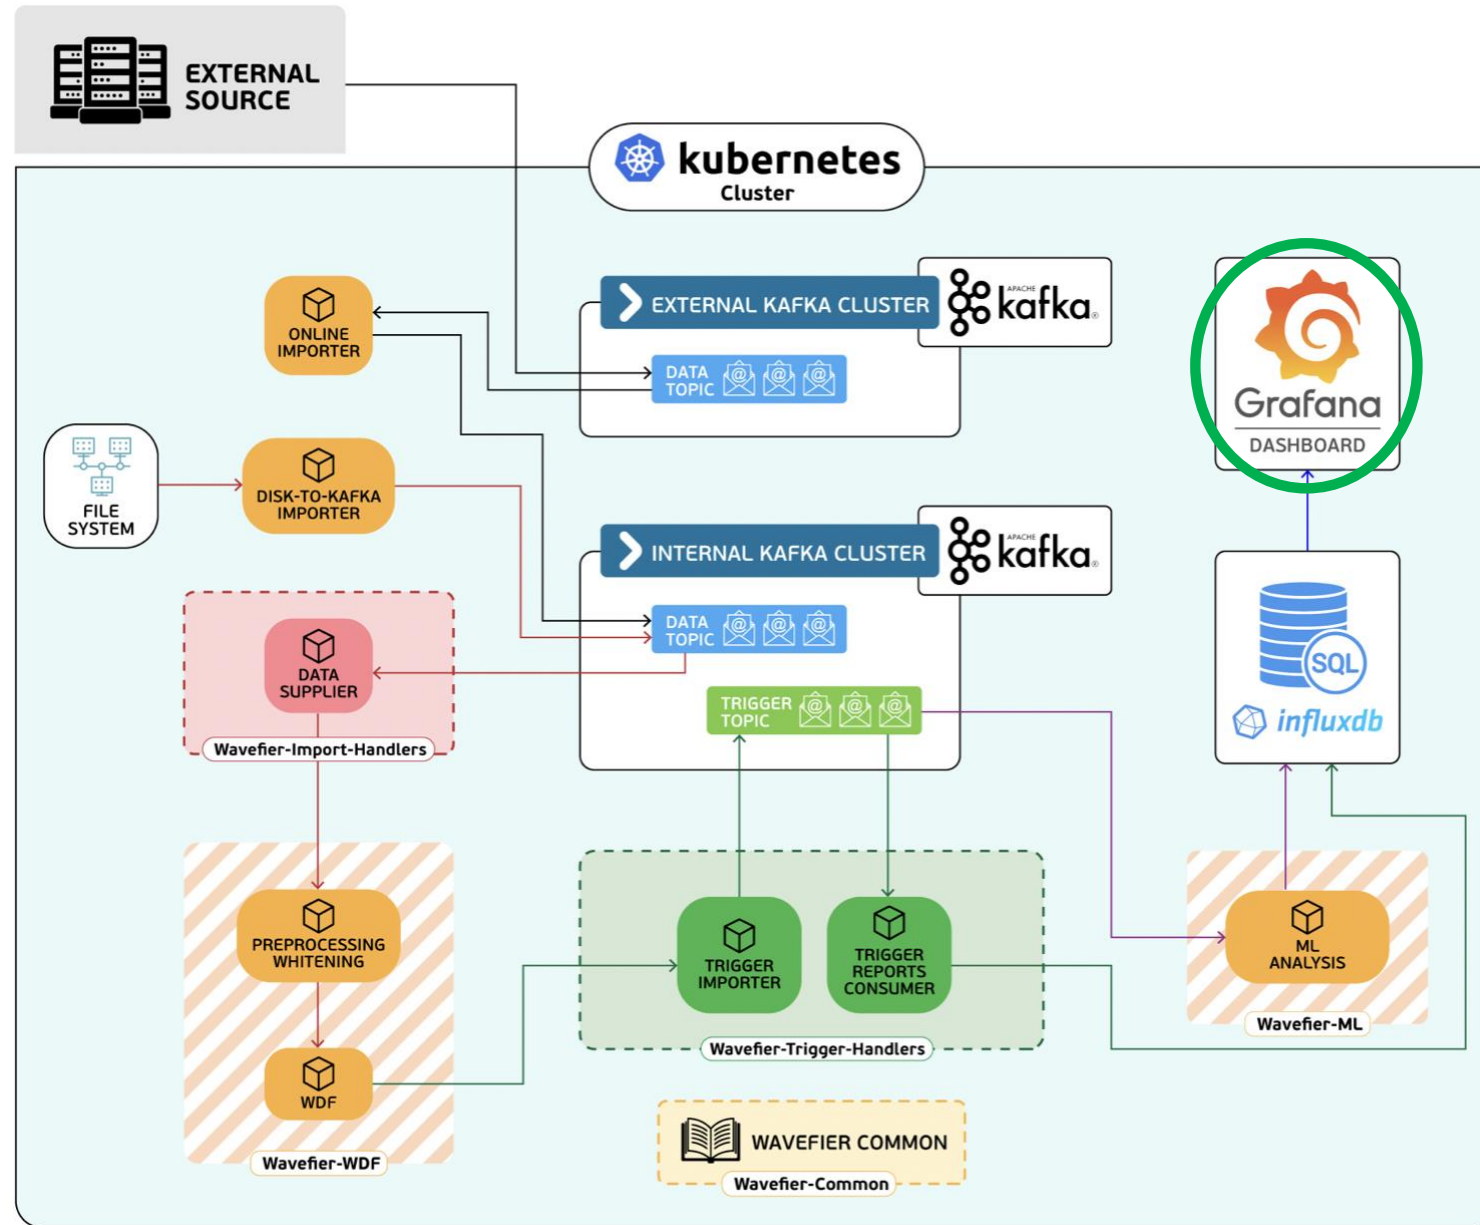 EXTERNAL
SOURCE
kubernetes
Cluster
ONLINE
IMPORTER
EXTERNAL KAFKA CLUSTER
APACHE
kafka®
DATA
TOPIC
@ @ @
Grafana
DASHBOARD
FILE
SYSTEM
DISK-TO-KAFKA
IMPORTER
INTERNAL KAFKA CLUSTER
APACHE
kafka®
DATA
TOPIC
@ @ @
DATA
SUPPLIER
Wavefier-Import-Handlers
TRIGGER
TOPIC
@ @ @
SQL
influxdb
PREPROCESSING
WHITENING
WDF
Wavefier-WDF
TRIGGER
IMPORTER
TRIGGER
REPORTS
CONSUMER
Wavefier-Trigger-Handlers
ML
ANALYSIS
Wavefier-ML
WAVEFIER COMMON
Wavefier-Common